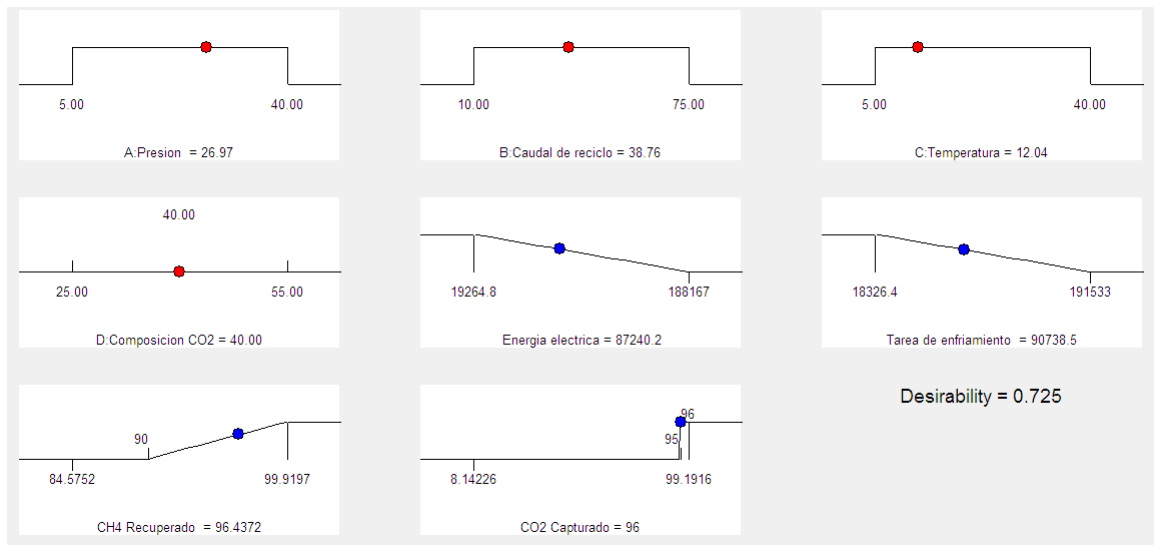 5.00 40.00
A:Presion = 26.97
10.00 75.00
B:Caudal de reciclo = 38.76
5.00 40.00
C:Temperatura = 12.04
40.00
25.00 55.00
D:Composicion CO2 = 40.00
19264.8 188167
Energia electrica = 87240.2
18326.4 191533
Tarea de enfriamiento = 90738.5
90
84.5752 99.9197
CH4 Recuperado = 96.4372
96
95
8.14226 99.1916
CO2 Capturado = 96
Desirability = 0.725